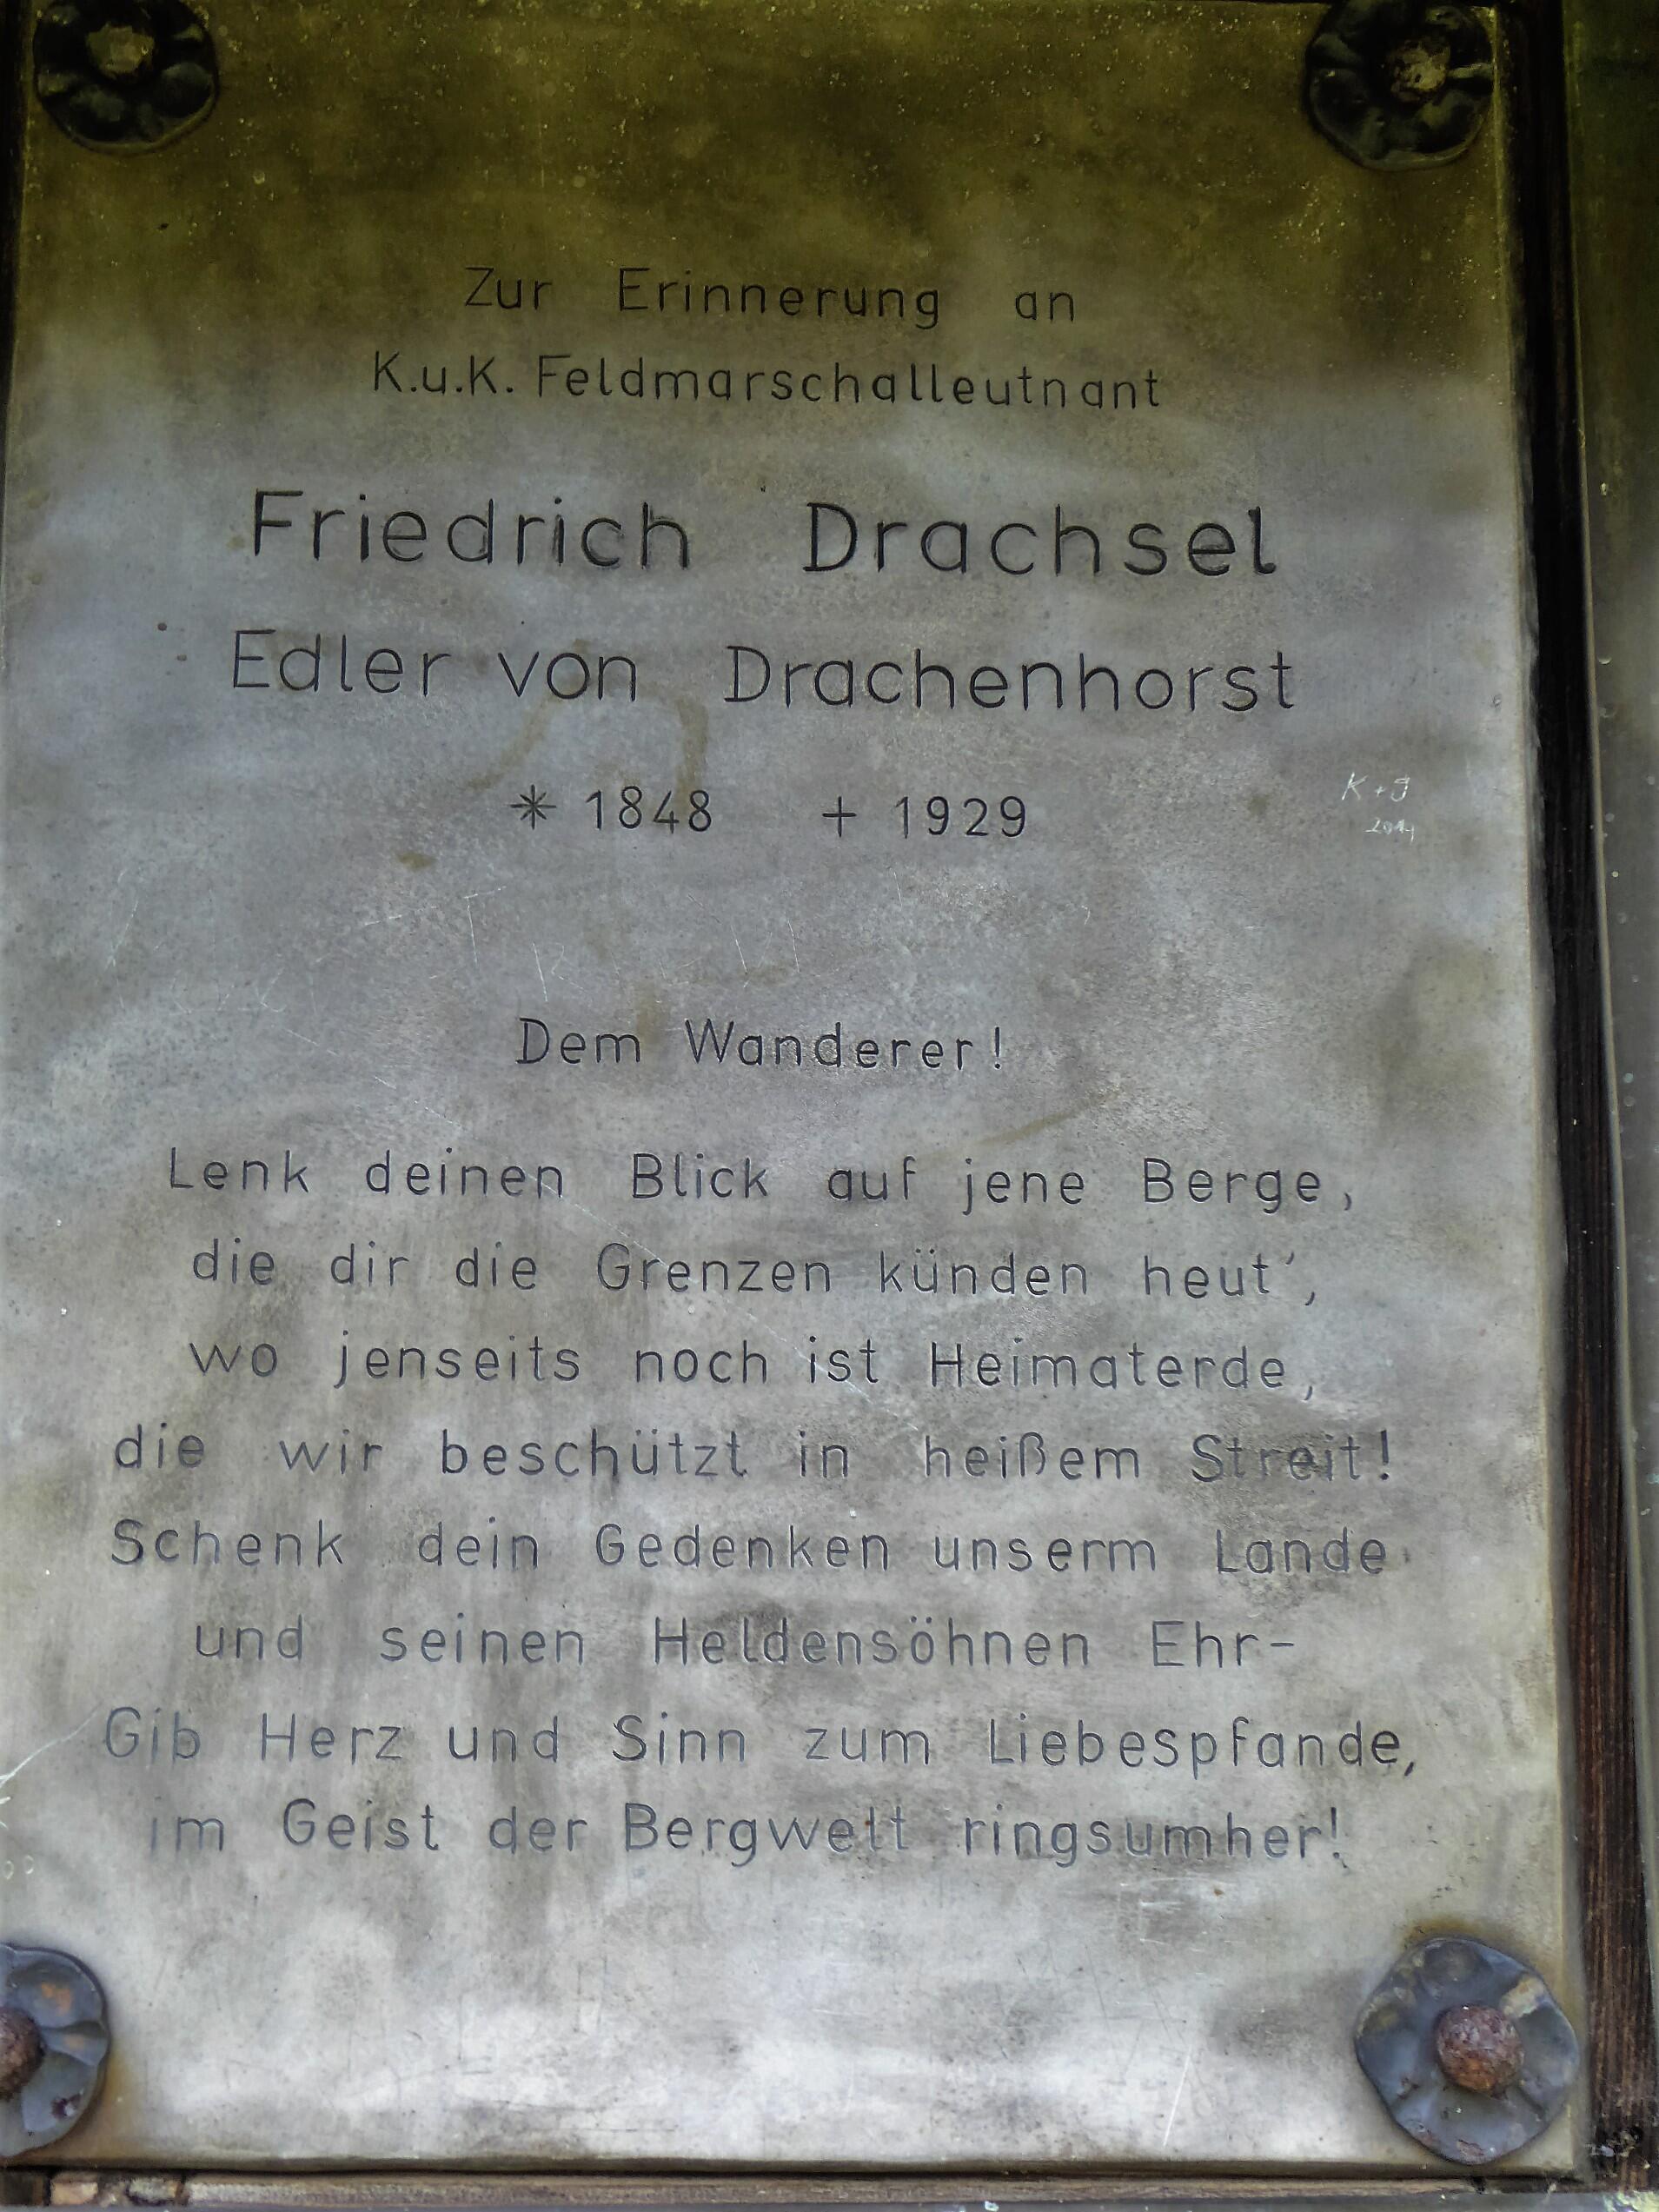 Zur Erinnerung an
K.u.K. Feldmarschalleutnant
Friedrich Drachsel
Edler von Drachenhorst
* 1848 + 1929
K+J
Dem Wanderer!
Lenk deinen Blick auf jene Berge,
die dir die Grenzen künden heut',
wo jenseits noch ist Heimaterde,
die wir beschützt in heißem Streit!
Schenk dein Gedenken unserm Lande
und seinen Heldensöhnen Ehr-
Gib Herz und Sinn zum Liebespfande,
im Geist der Bergwelt ringsumher!